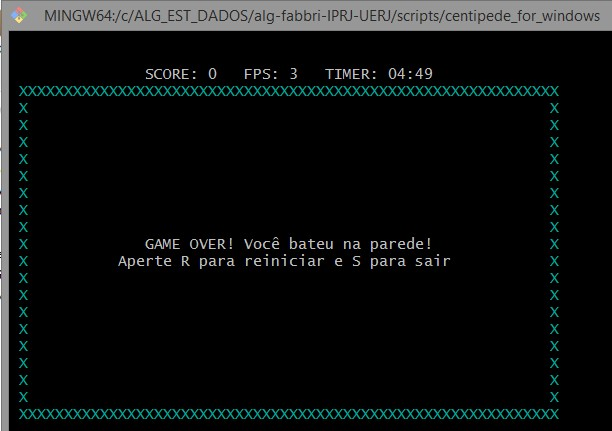 MINGW64:/c/ALG_EST_DADOS/alg-fabbri-IPRJ-UERJ/scripts/centipede_for_windows
SCORE: 0 FPS: 3 TIMER: 04:49
XXXXXXXXXXXXXXXXXXXXXXXXXXXXXXXXXXXXXXXXXXXXXXXXXXXXXXXXXXXX
X X
X X
X X
X X
X X
X X
X X
X X
X GAME OVER! Você bateu na parede! X
X Aperte R para reiniciar e S para sair X
X X
X X
X X
X X
X X
X X
X X
X X
XXXXXXXXXXXXXXXXXXXXXXXXXXXXXXXXXXXXXXXXXXXXXXXXXXXXXXXXXXXX